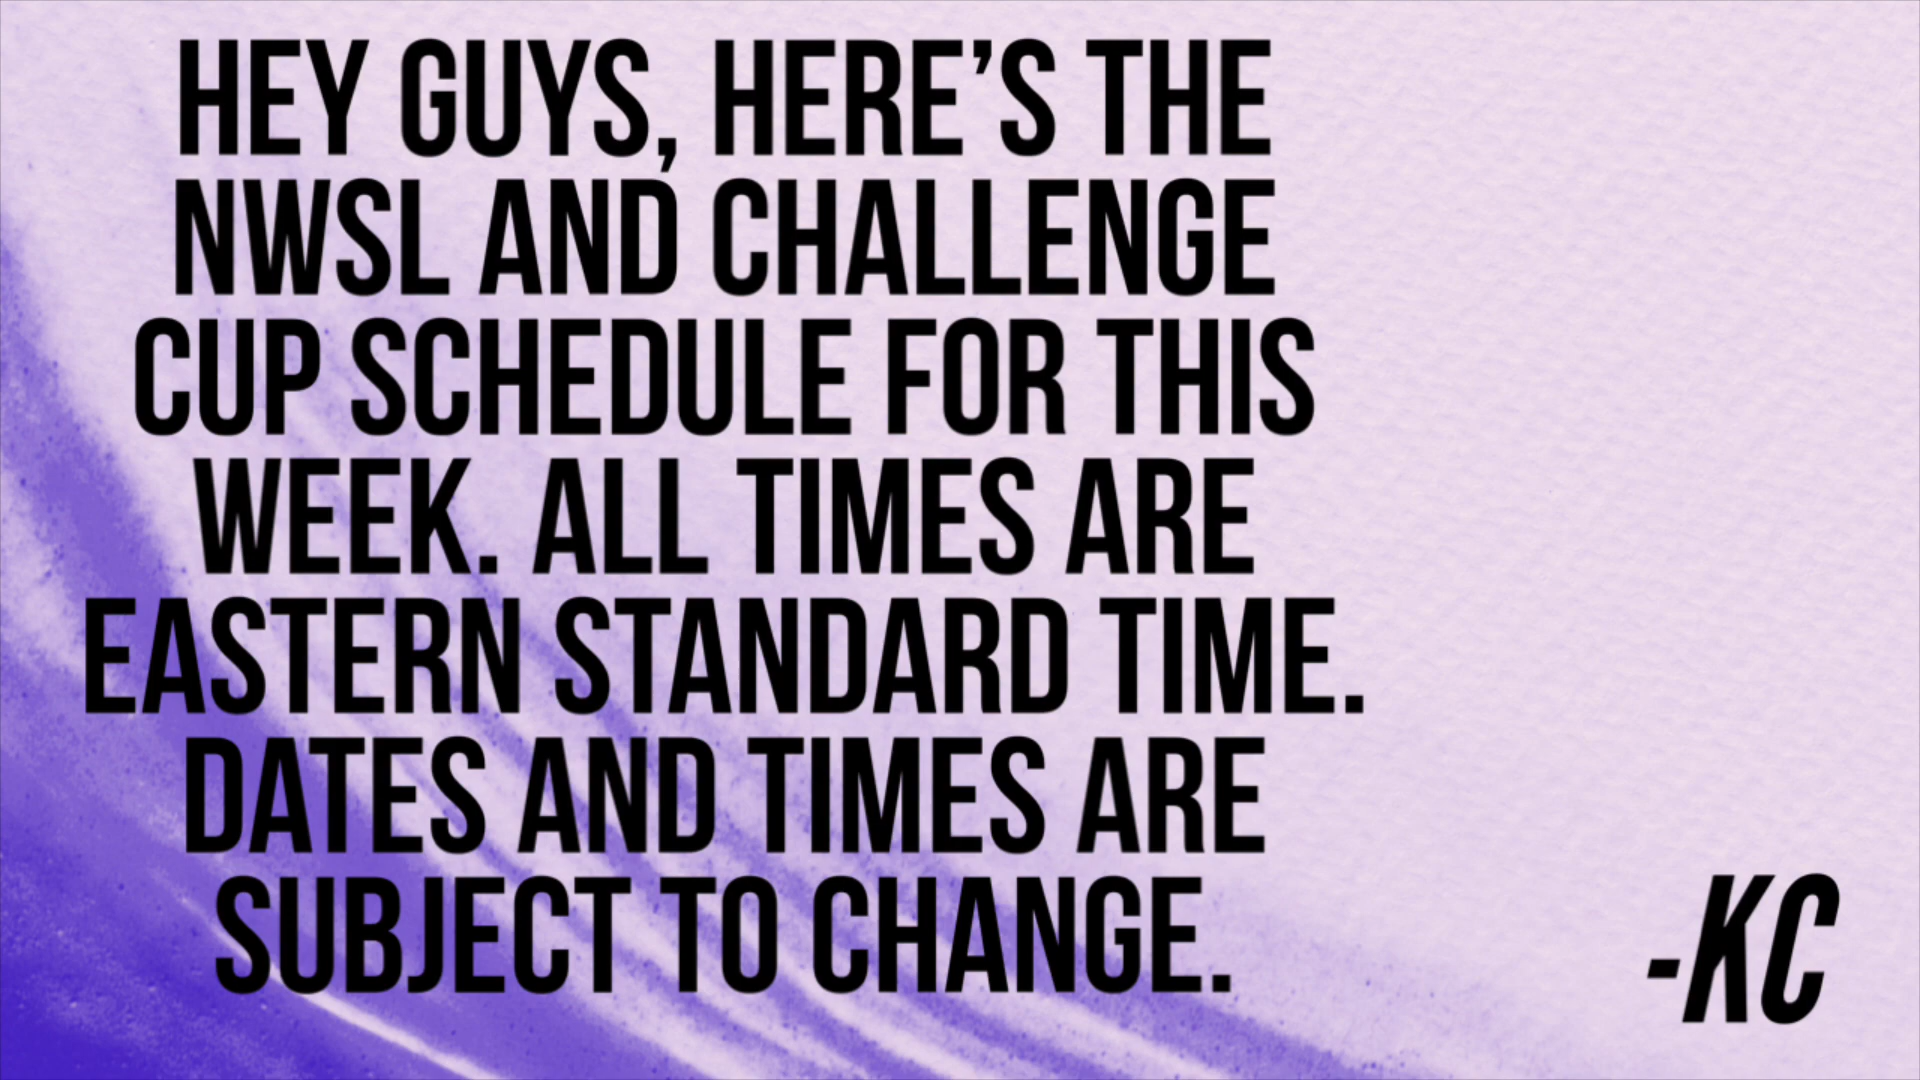 HEY GUYS, HERE’S THE
NWSL AND CHALLENGE
CUP SCHEDULE FOR THIS
WEEK. ALL TIMES ARE
EASTERN STANDARD TIME.
DATES AND TIMES ARE
SUBJECT TO CHANGE.
-KC